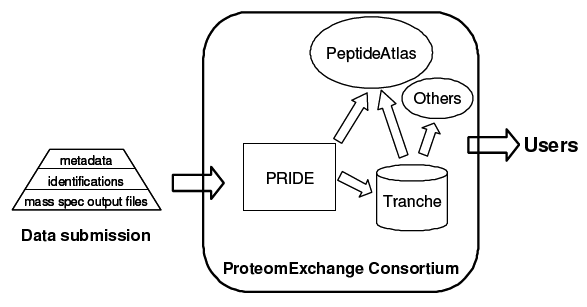 PeptideAtlas
Others
Users
metadata
identifications
mass spec output files
PRIDE
Tranche
Data submission
ProteomExchange Consortium